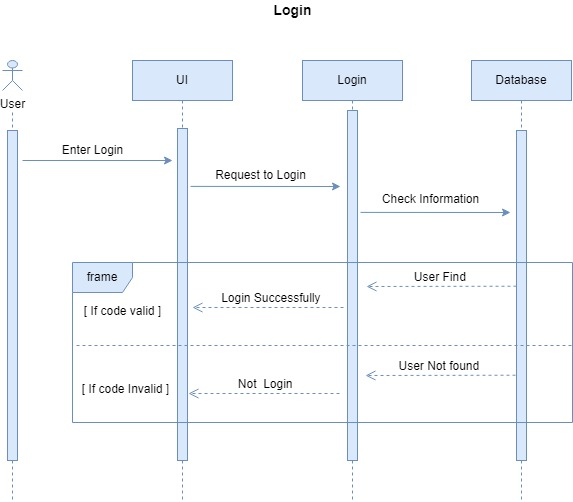 Login
UI
Login
Database
User
Enter Login
Request to Login
Check Information
frame
User Find
Login Successfully
[ If code valid ]
User Not found
Not Login
[ If code Invalid ]